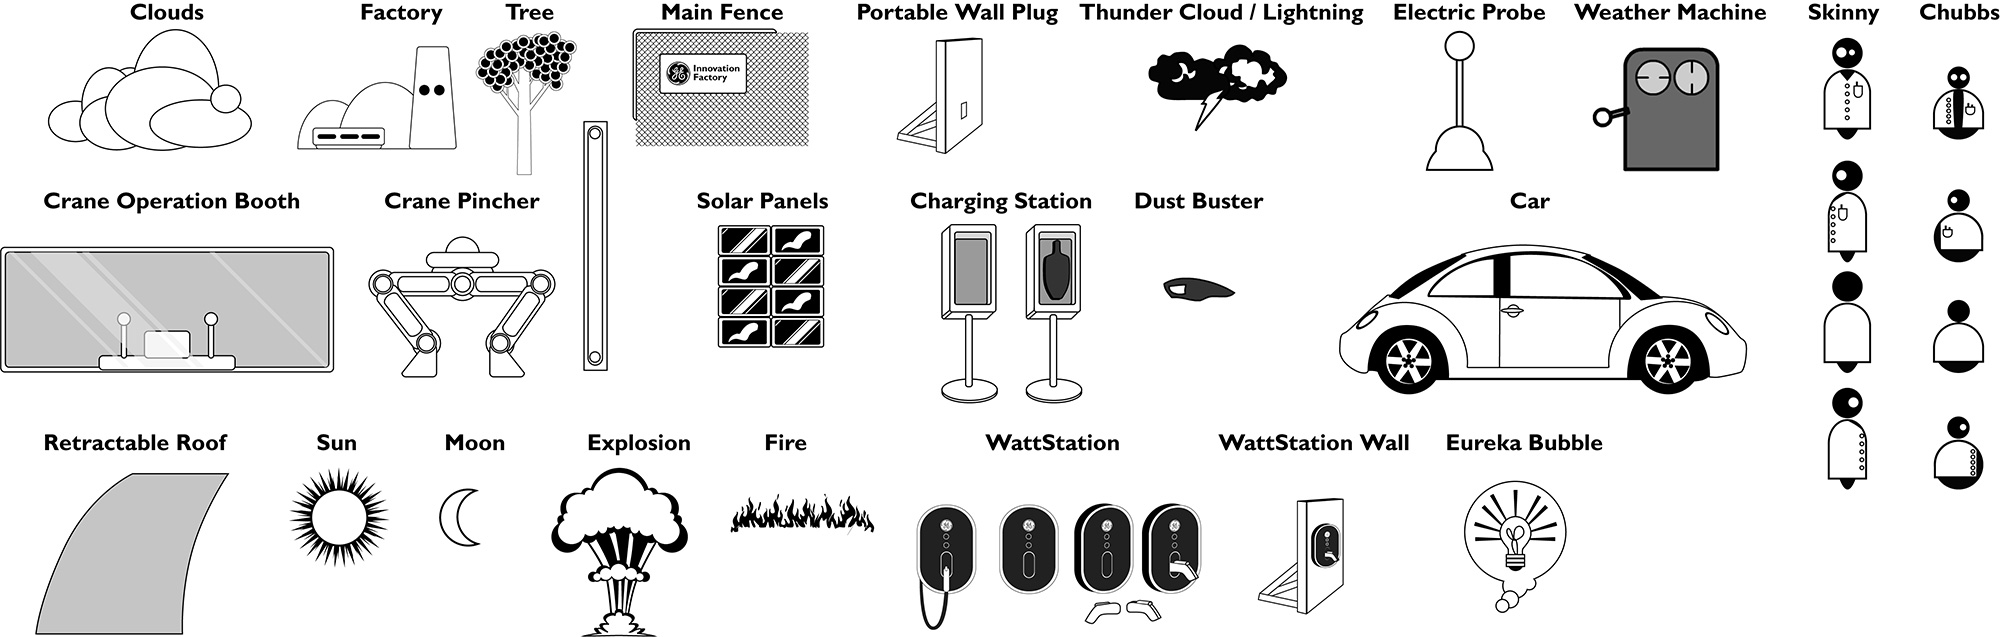 Clouds
Factory
Tree
Main Fence
Portable Wall Plug
Thunder Cloud / Lightning
Electric Probe
Weather Machine
Skinny
Chubbs
Innovation
Factory
Crane Operation Booth
Crane Pincher
Solar Panels
Charging Station
Dust Buster
Car
Retractable Roof
Sun
Moon
Explosion
Fire
WattStation
WattStation Wall
Eureka Bubble